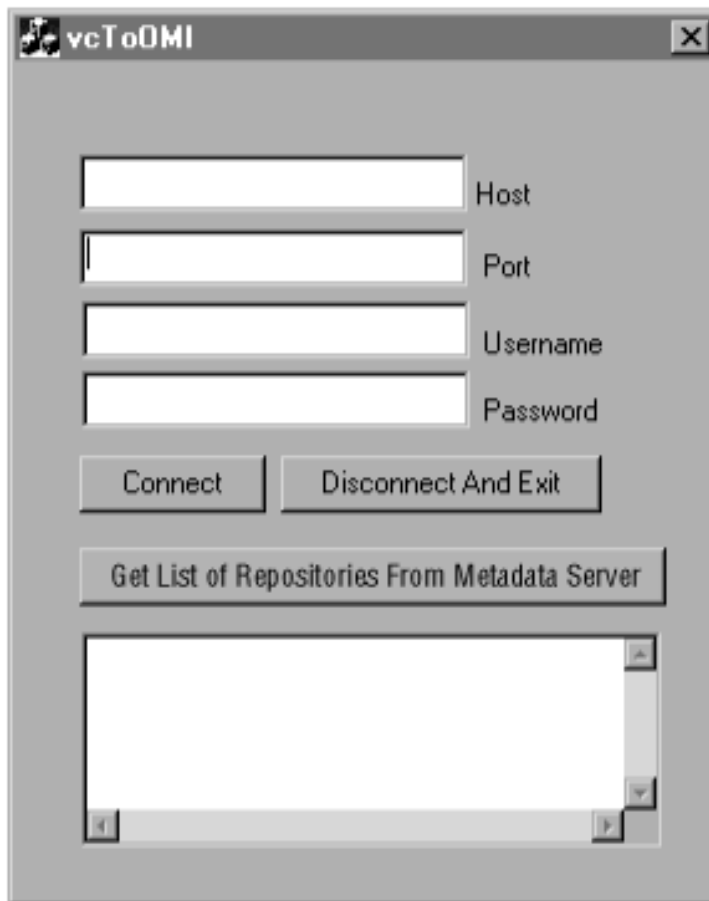 vcToOMI
Host
Port
Username
Password
Connect Disconnect And Exit
Get List of Repositories From Metadata Server